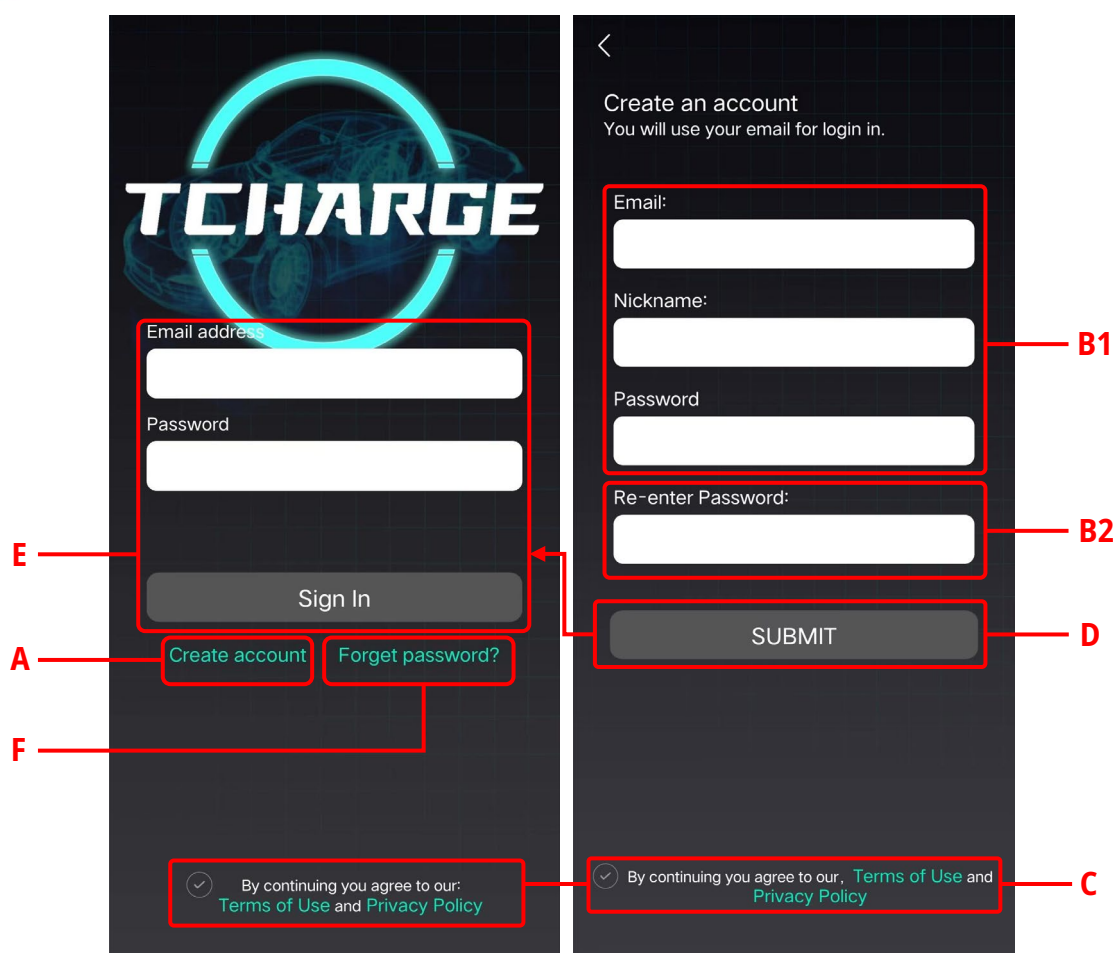 TCHARGE
Email address
Password
Sign In
Create account
Forget password?
By continuing you agree to our:
Terms of Use and Privacy Policy
E
A
F
Create an account
You will use your email for login in.
Email:
Nickname:
Password
Re-enter Password:
SUBMIT
By continuing you agree to our, Terms of Use and
Privacy Policy
B1
B2
D
C